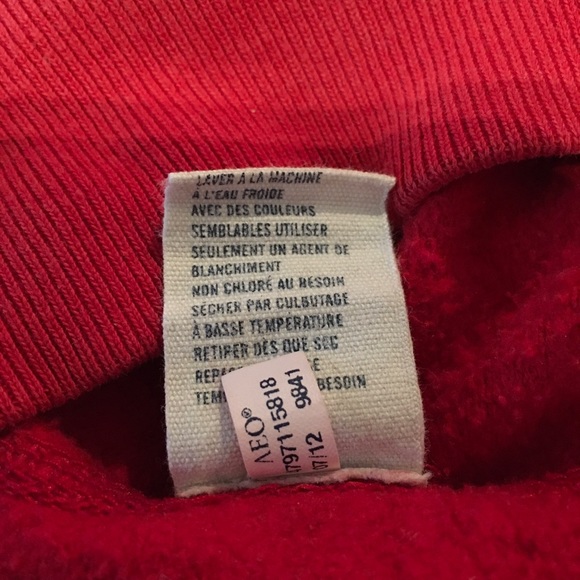 LAVER À LA MACHINE
À L'EAU FROIDE
AVEC DES COULEURS
SEMBLABLES UTILISER
SEULEMENT UN AGENT DE
BLANCHIMENT
NON CHLORÉ AU BESOIN
SÉCHER PAR CULBUTAGE
À BASSE TEMPÉRATURE
RETIRER DÈS QUE SEC
BESOIN
AEO®
797115818
07/12 9841